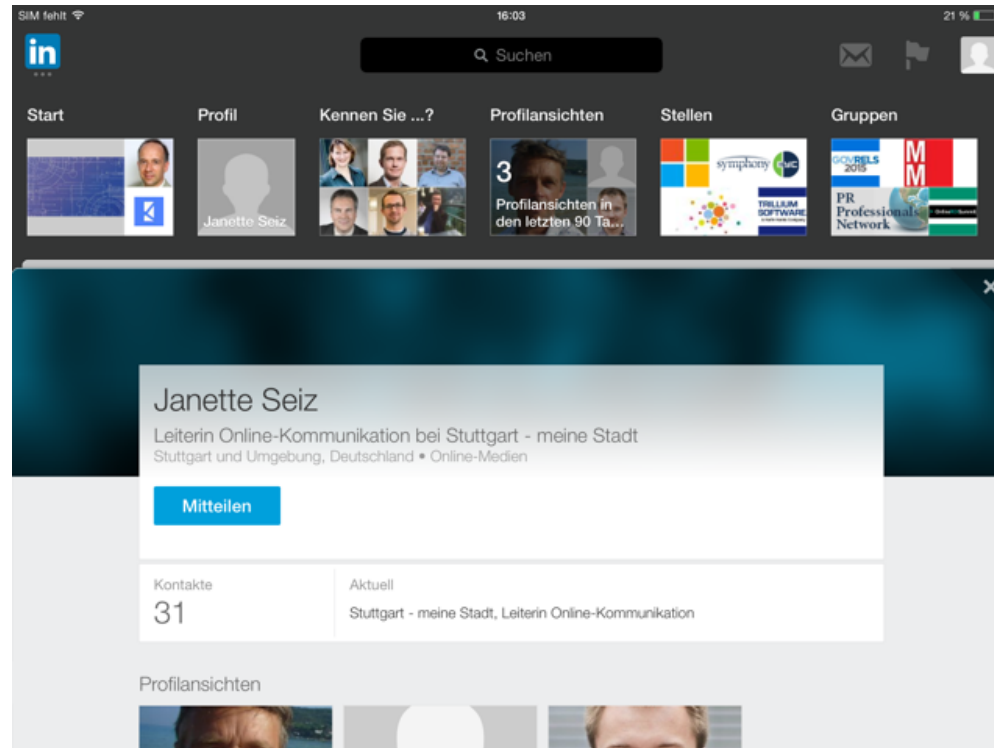 SIM fehlt
16:03
21 %
in
Suchen
Start
Profil
Kennen Sie ...?
Profilansichten
Stellen
Gruppen
Janette Seiz
3
Profilansichten in
den letzten 90 Ta...
symphony
TRILLIUM
SOFTWARE
GOVRELS
2015
M
M
PR
Professionals
Network
Janette Seiz
Leiterin Online-Kommunikation bei Stuttgart - meine Stadt
Stuttgart und Umgebung, Deutschland • Online-Medien
Mitteilen
Kontakte
31
Aktuell
Stuttgart - meine Stadt, Leiterin Online-Kommunikation
Profilansichten